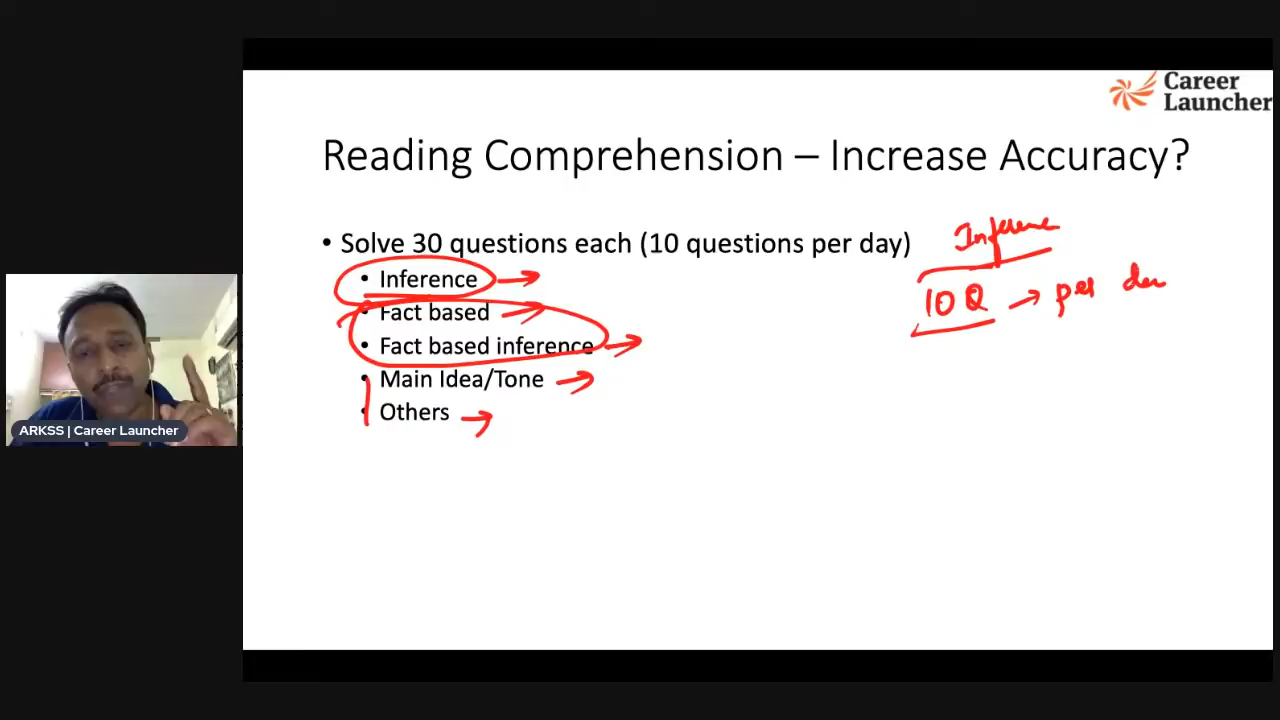 Career
Launcher
Reading Comprehension – Increase Accuracy?
• Solve 30 questions each (10 questions per day)
• Inference
• Fact based
• Fact based inference
• Main Idea/Tone
• Others
Inference
10 Q → per
ARKSS | Career Launcher